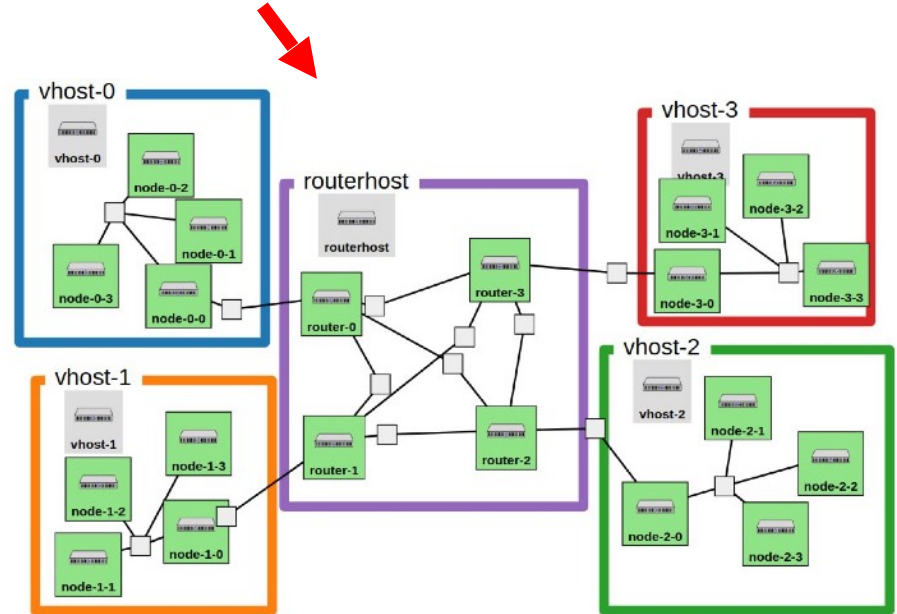 vhost-0
vhost-0
node-0-2
node-0-1
node-0-3
node-0-0
vhost-1
vhost-1
node-1-3
node-1-2
node-1-0
node-1-1
routerhost
routerhost
router-0
router-3
router-1
router-2
vhost-3
vhost-3
node-3-2
node-3-1
node-3-0
node-3-3
vhost-2
vhost-2
node-2-1
node-2-2
node-2-0
node-2-3